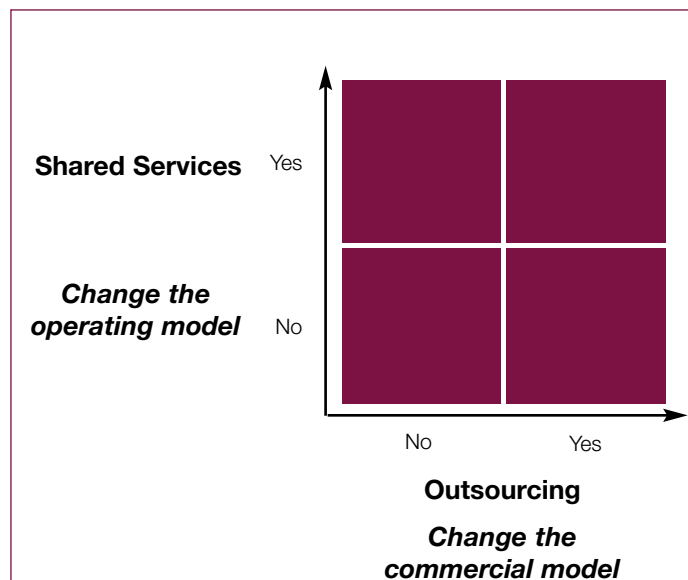 Shared Services
Yes
Change the
operating model
No
No
Yes
Outsourcing
Change the
commercial model